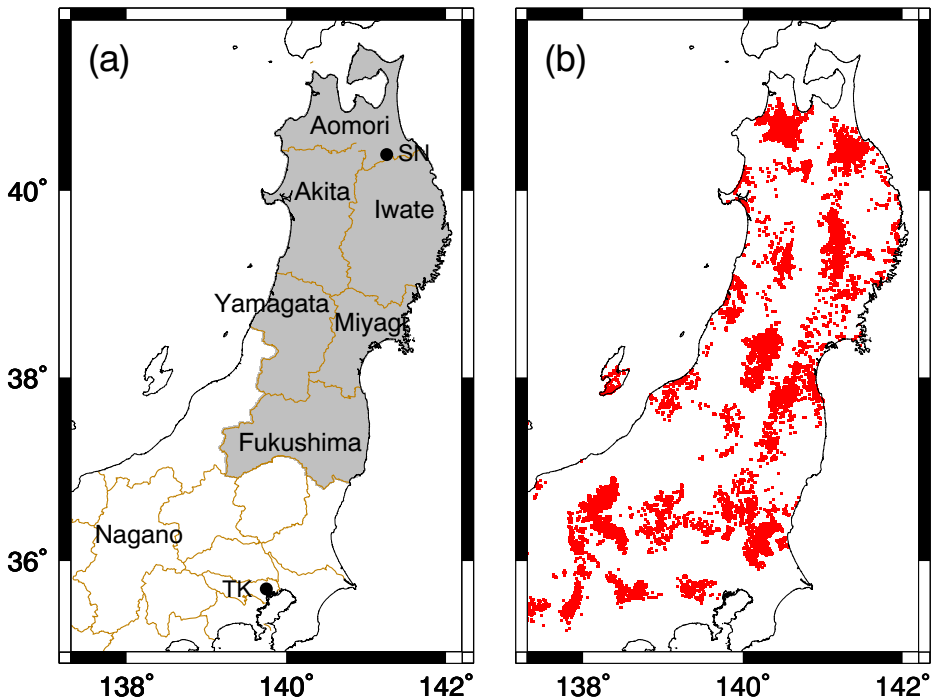 (a)
Aomori
SN
40°
Akita
Iwate
Yamagata
Miyagi
38°
Fukushima
Nagano
36°
TK
138°
140°
142°
(b)
138°
140°
142°